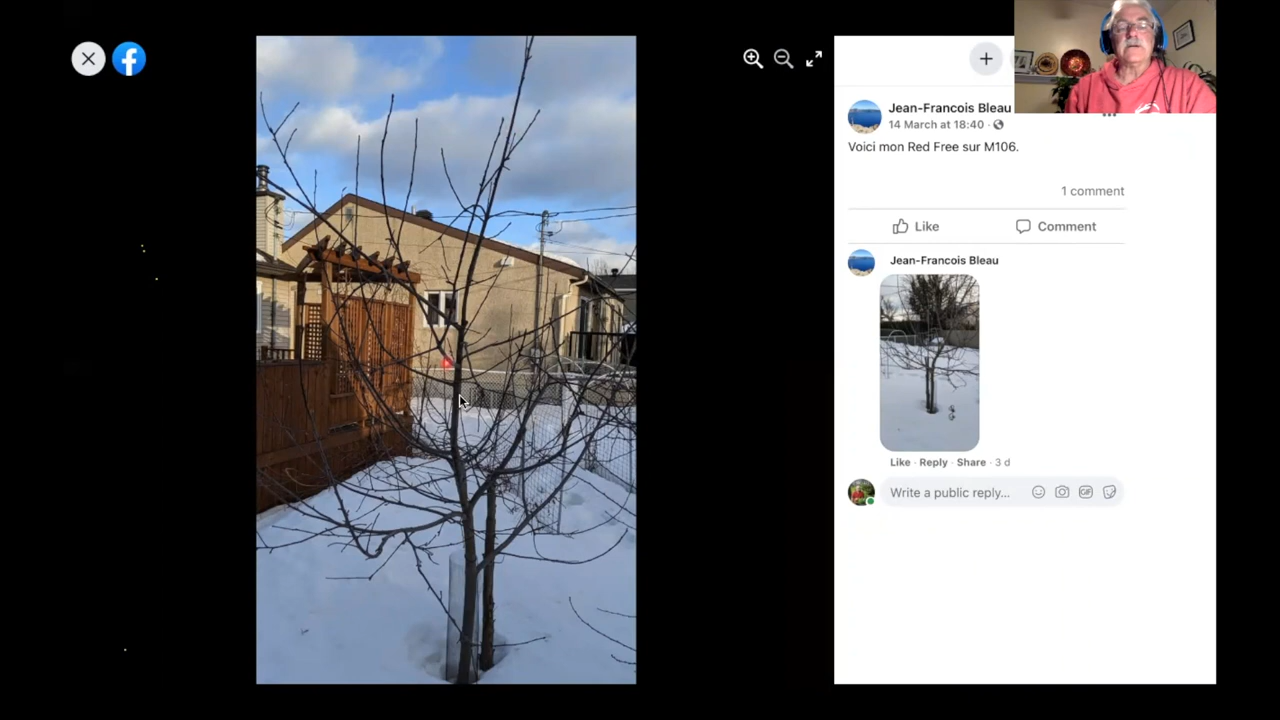 Jean-Francois Bleau
14 March at 18:40 ·
Voici mon Red Free sur M106.
1 comment
Like
Comment
Jean-Francois Bleau
Like · Reply · Share · 3 d
Write a public reply...
GIF